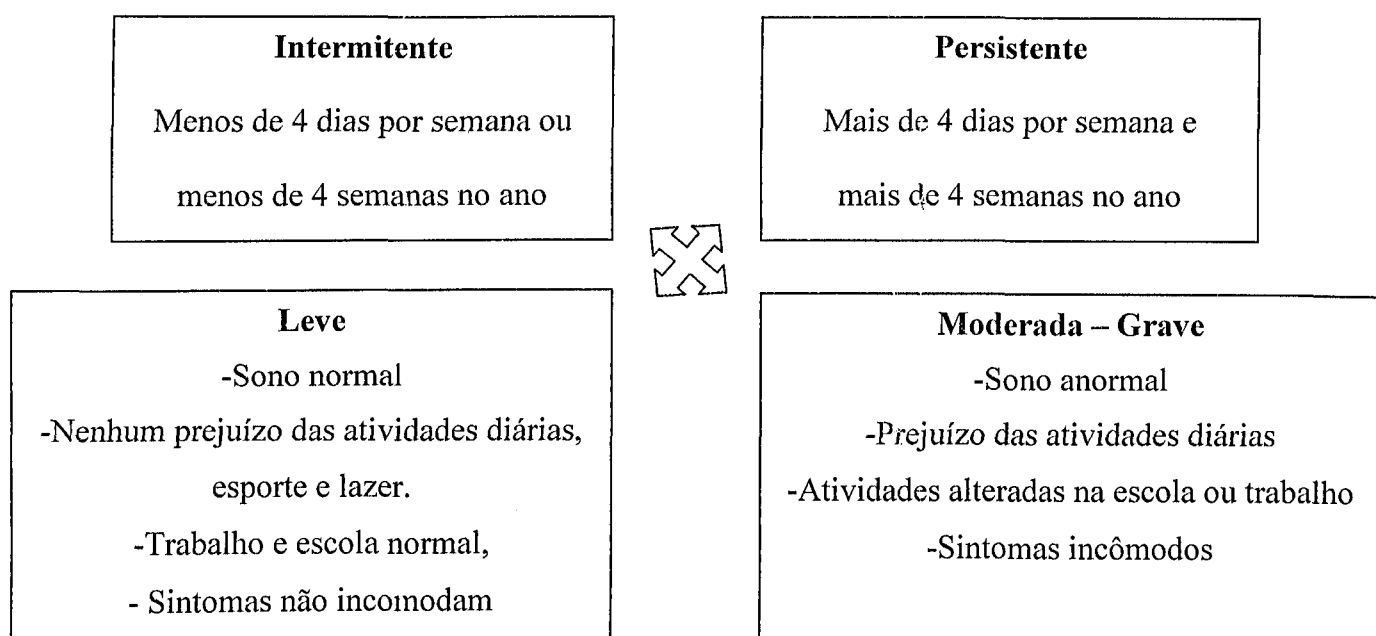 Intermitente
Menos de 4 dias por semana ou
menos de 4 semanas no ano
Persistente
Mais de 4 dias por semana e
mais de 4 semanas no ano
Leve
-Sono normal
-Nenhum prejuízo das atividades diárias,
esporte e lazer.
-Trabalho e escola normal,
- Sintomas não incomodam
Moderada – Grave
-Sono anormal
-Prejuízo das atividades diárias
-Atividades alteradas na escola ou trabalho
-Sintomas incômodos